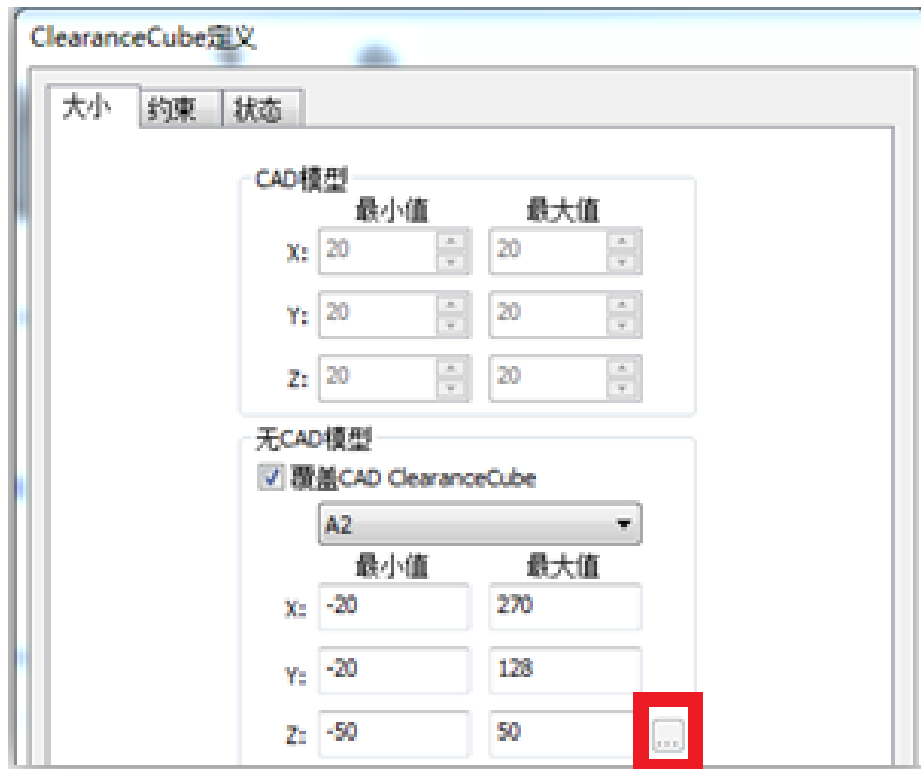 ClearanceCube定义
大小 约束 状态
CAD模型
最小值 最大值
X: 20 20
Y: 20 20
Z: 20 20
无CAD模型
覆盖CAD ClearanceCube
A2
最小值 最大值
X: -20 270
Y: -20 128
Z: -50 50 ...